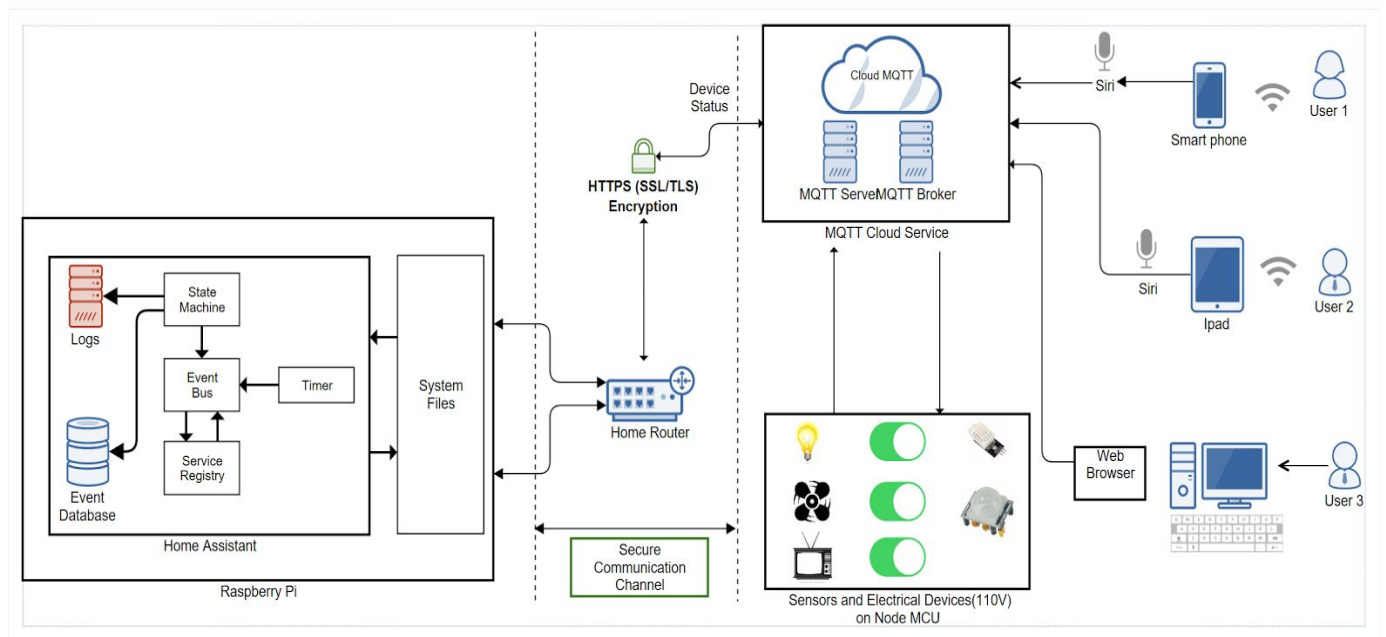 Cloud MQTT
MQTT Server
MQTT Broker
MQTT Cloud Service
Device
Status
HTTPS (SSL/TLS)
Encryption
Siri
Smart phone
User 1
Siri
Ipad
User 2
Logs
State
Machine
Event
Bus
Timer
Service
Registry
Event
Database
Home Assistant
System
Files
Raspberry Pi
Home Router
Secure
Communication
Channel
Sensors and Electrical Devices(110V)
on Node MCU
Web
Browser
User 3